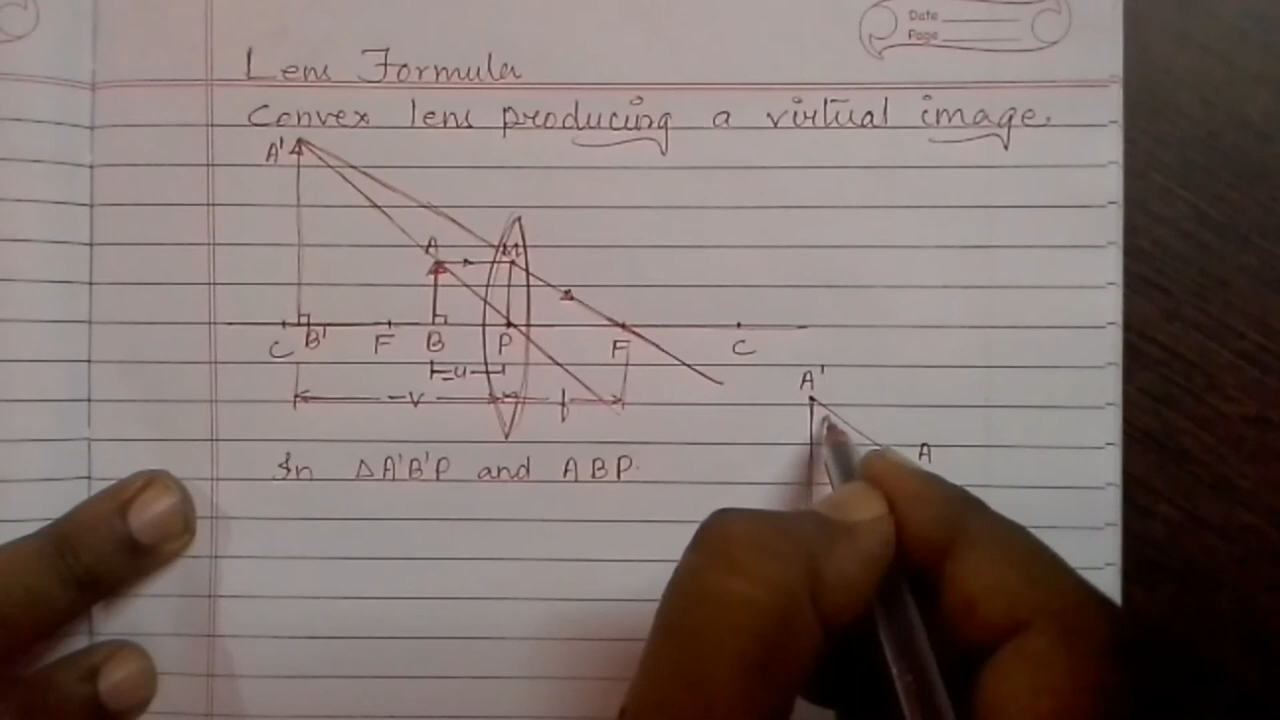 Date
Page
Lens Formula
Convex lens producing a virtual image.
A'
A M
C B' F B P F C
-u
-v f
A'
A
In ΔA'B'P and ABP.